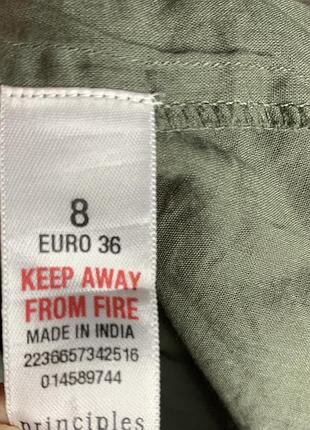 8
EURO 36
KEEP AWAY
FROM FIRE
MADE IN INDIA
2236657342516
014589744
principles